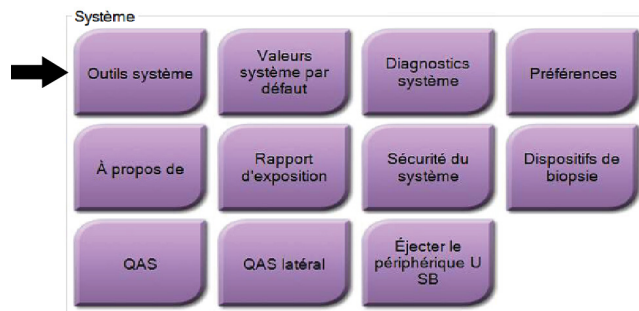 Système
Outils système
Valeurs
système par
défaut
Diagnostics
système
Préférences
À propos de
Rapport
d'exposition
Sécurité du
système
Dispositifs de
biopsie
QAS
QAS latéral
Éjecter le
périphérique U
SB